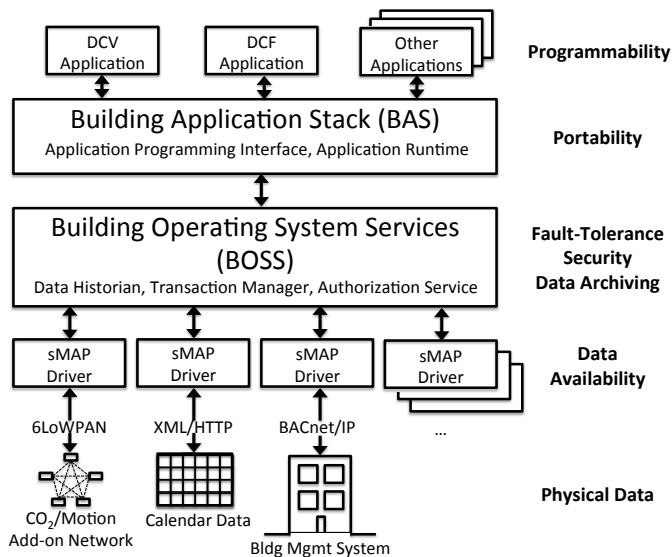 DCV
Application
DCF
Application
Other
Applications
Programmability
Building Application Stack (BAS)
Application Programming Interface, Application Runtime
Portability
Building Operating System Services
(BOSS)
Data Historian, Transaction Manager, Authorization Service
Fault-Tolerance
Security
Data Archiving
sMAP
Driver
sMAP
Driver
sMAP
Driver
sMAP
Driver
Data
Availability
6LoWPAN
XML/HTTP
BACnet/IP
...
CO2/Motion
Add-on Network
Calendar Data
Bldg Mgmt System
Physical Data